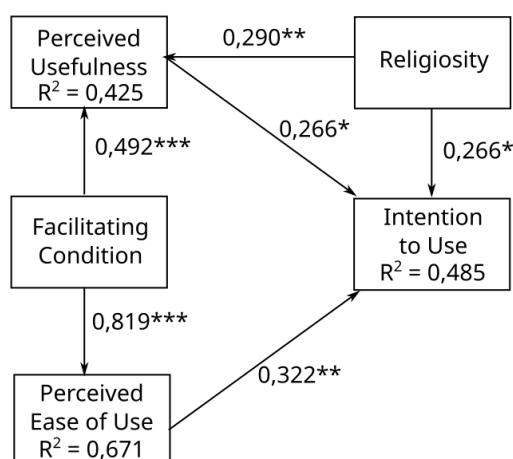 Perceived
Usefulness
R² = 0,425
0,290**
Religiosity
0,266*
0,492***
0,266*
Facilitating
Condition
Intention
to Use
R² = 0,485
0,819***
0,322**
Perceived
Ease of Use
R² = 0,671